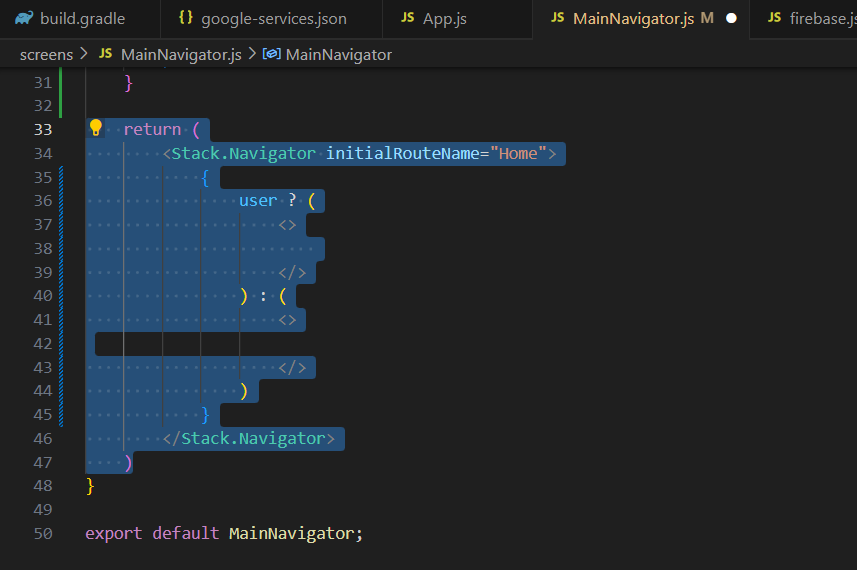 build.gradle
{} google-services.json
JS App.js
JS MainNavigator.js M
JS firebase.js
screens > JS MainNavigator.js > MainNavigator
31 }
32
33 return (
34 <Stack.Navigator initialRouteName="Home">
35 {
36 user ? (
37 <>
38
39 </>
40 ) : (
41 <>
42
43 </>
44 )
45 }
46 </Stack.Navigator>
47 )
48 }
49
50 export default MainNavigator;